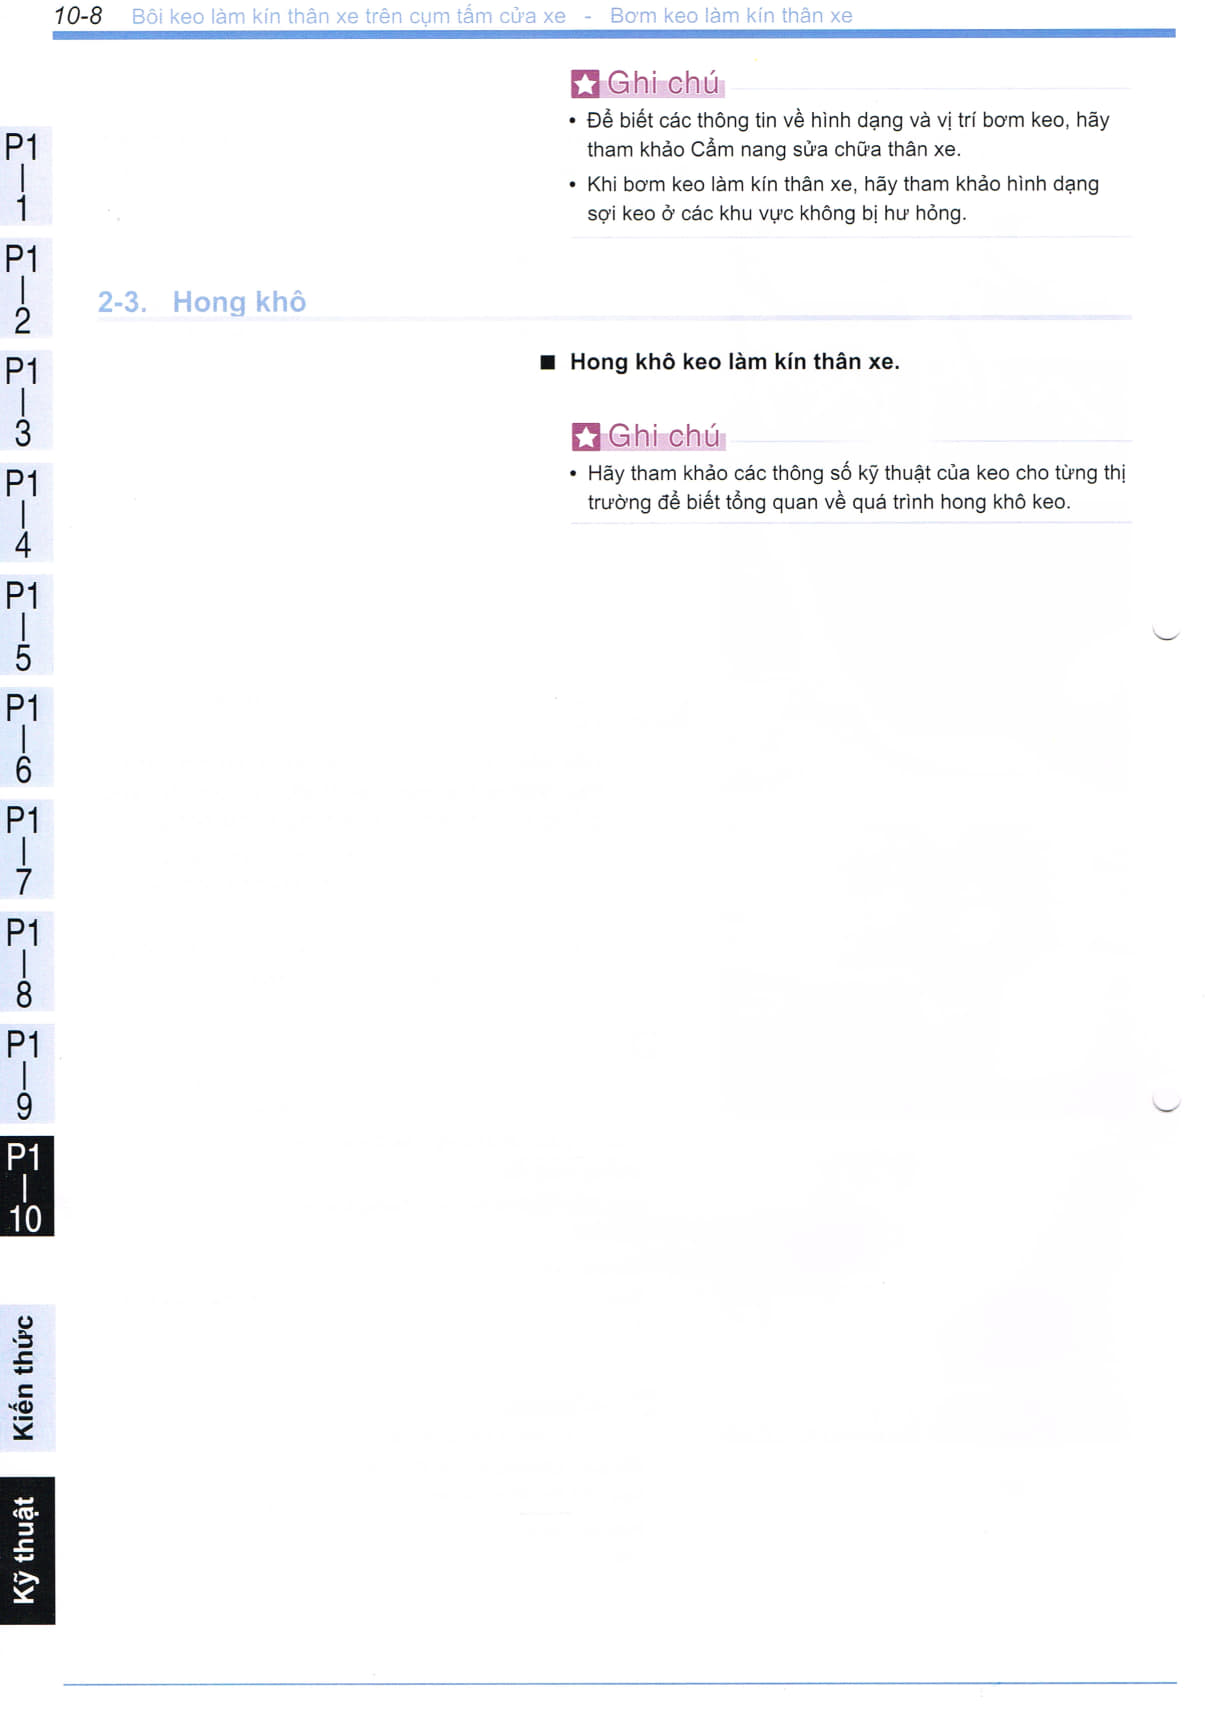 10-8 Bôi keo làm kín thân xe trên cụm tấm cửa xe - Bơm keo làm kín thân xe
Ghi chú
• Để biết các thông tin về hình dạng và vị trí bơm keo, hãy
tham khảo Cẩm nang sửa chữa thân xe.
• Khi bơm keo làm kín thân xe, hãy tham khảo hình dạng
sợi keo ở các khu vực không bị hư hỏng.
2-3. Hong khô
■ Hong khô keo làm kín thân xe.
Ghi chú
• Hãy tham khảo các thông số kỹ thuật của keo cho từng thị
trường để biết tổng quan về quá trình hong khô keo.
P1
1
P1
2
P1
3
P1
4
P1
5
P1
6
P1
7
P1
8
P1
9
P1
10
Kiến thức
Kỹ thuật